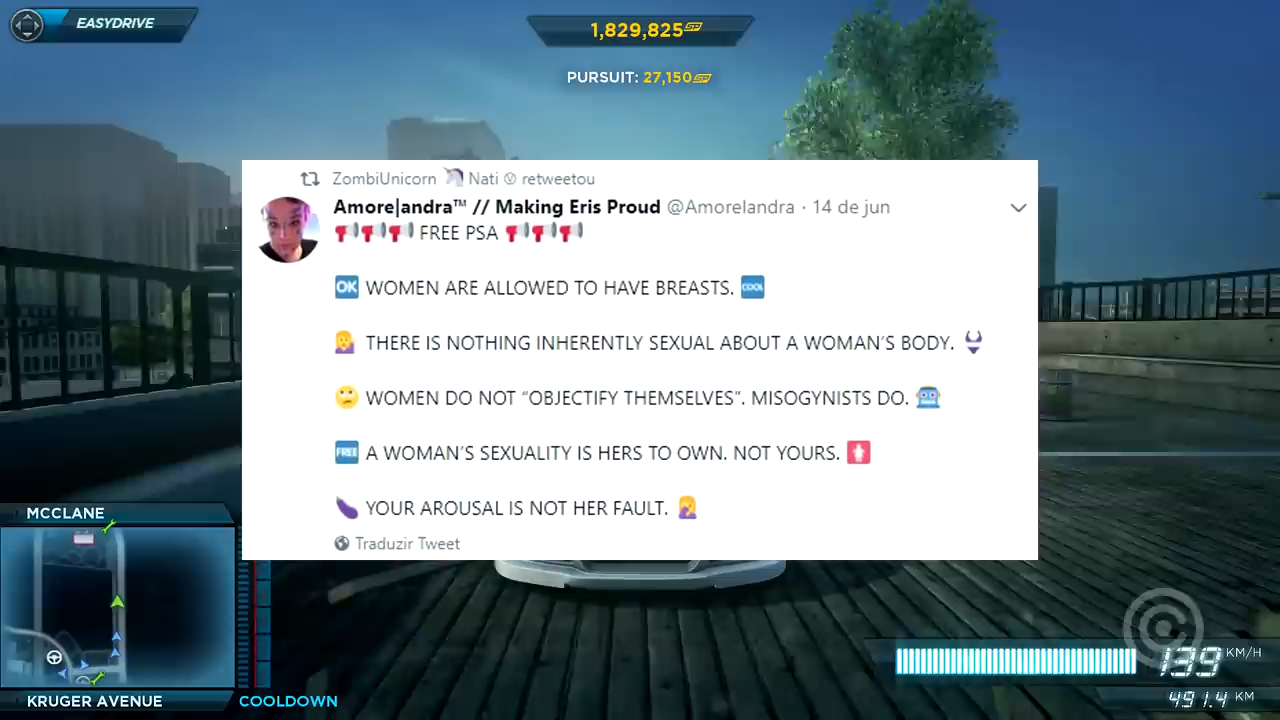 EASYDRIVE
1,829,825 SP
PURSUIT: 27,150 SP
ZombiUnicorn 🦄 Nati Ⓥ retweetou
Amore|andra™ // Making Eris Proud @Amorelandra · 14 de jun
📢📢📢 FREE PSA 📢📢📢
🆗 WOMEN ARE ALLOWED TO HAVE BREASTS. 🆒
💁‍♀️ THERE IS NOTHING INHERENTLY SEXUAL ABOUT A WOMAN’S BODY. 👙
🙄 WOMEN DO NOT “OBJECTIFY THEMSELVES”. MISOGYNISTS DO. 🤖
🆓 A WOMAN’S SEXUALITY IS HERS TO OWN. NOT YOURS. 🚺
🍆 YOUR AROUSAL IS NOT HER FAULT. 🤦‍♀️
Traduzir Tweet
MCCLANE
139 KM/H
491.4 KM
KRUGER AVENUE
COOLDOWN